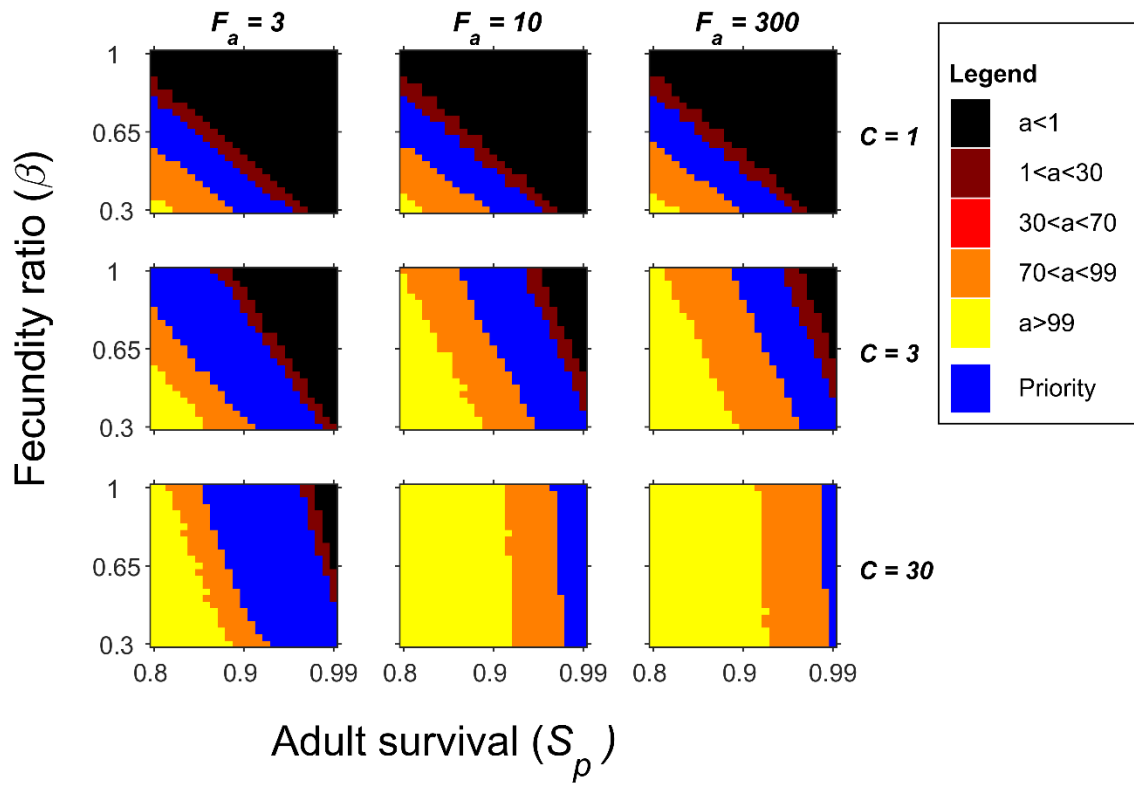 F_a = 3
F_a = 10
F_a = 300
Fecundity ratio (β)
1
0.65
0.3
C = 1
1
0.65
0.3
C = 3
1
0.65
0.3
C = 30
0.8 0.9 0.99
0.8 0.9 0.99
0.8 0.9 0.99
Adult survival (S_p)
Legend
a<1
1<a<30
30<a<70
70<a<99
a>99
Priority